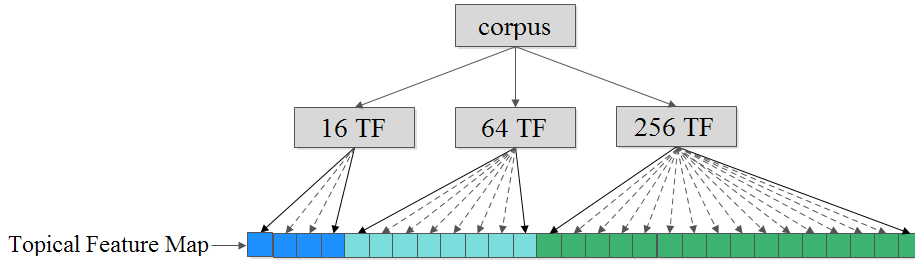 corpus
16 TF
64 TF
256 TF
Topical Feature Map